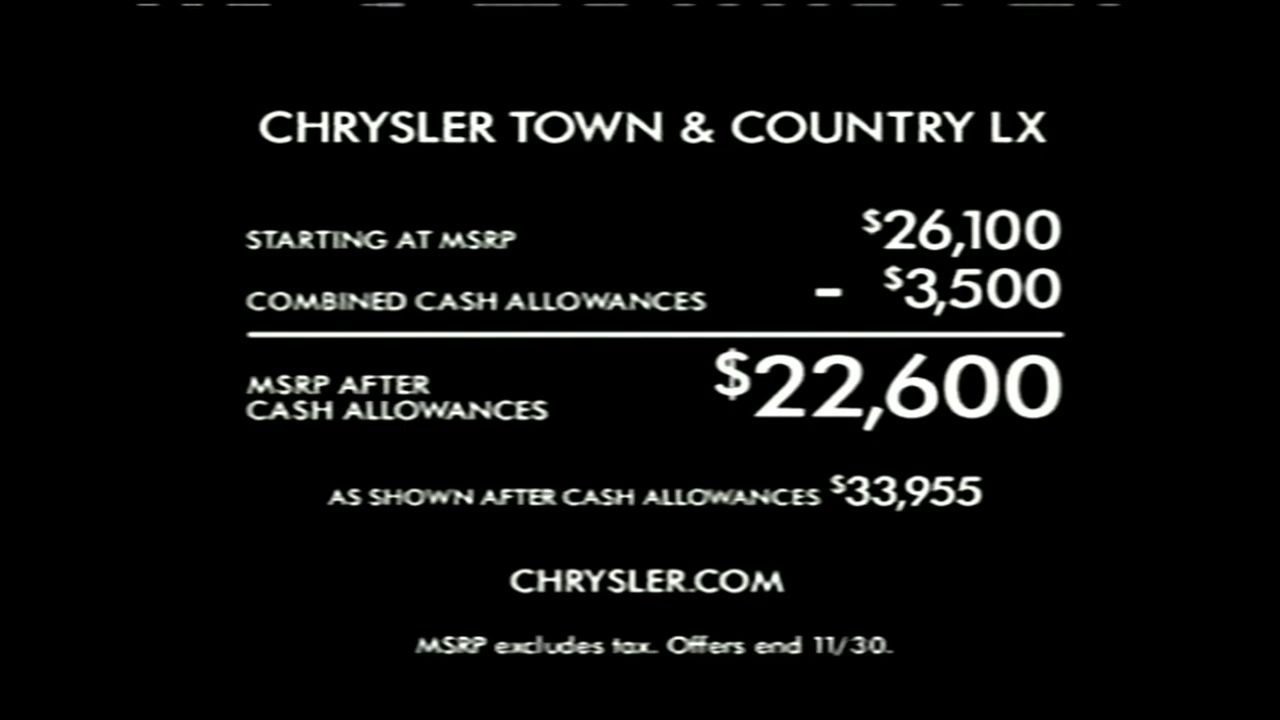 CHRYSLER TOWN & COUNTRY LX
STARTING AT MSRP $26,100
COMBINED CASH ALLOWANCES - $3,500
MSRP AFTER
CASH ALLOWANCES $22,600
AS SHOWN AFTER CASH ALLOWANCES $33,955
CHRYSLER.COM
MSRP excludes tax. Offers end 11/30.